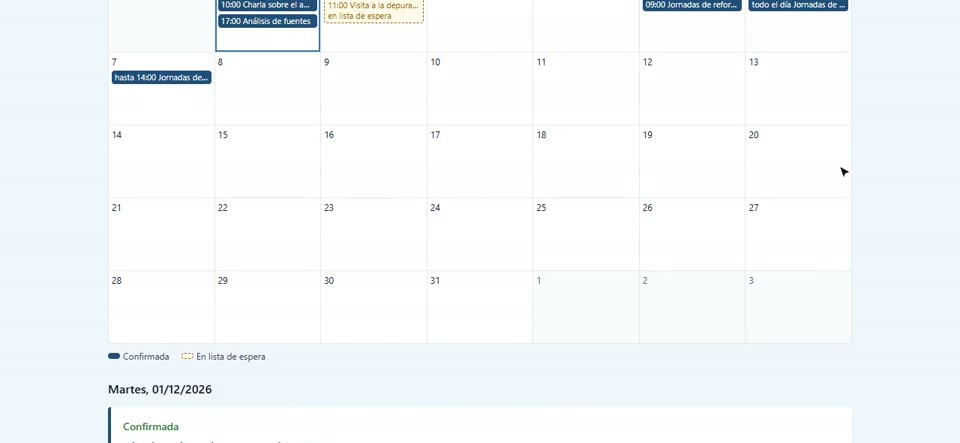 10:00 Charla sobre el a...
11:00 Visita a la depura...
09:00 Jornadas de refor...
todo el día Jornadas de ...
17:00 Análisis de fuentes
en lista de espera
7 8 9 10 11 12 13
hasta 14:00 Jornadas de...
14 15 16 17 18 19 20
21 22 23 24 25 26 27
28 29 30 31 1 2 3
Confirmada En lista de espera
Martes, 01/12/2026
Confirmada